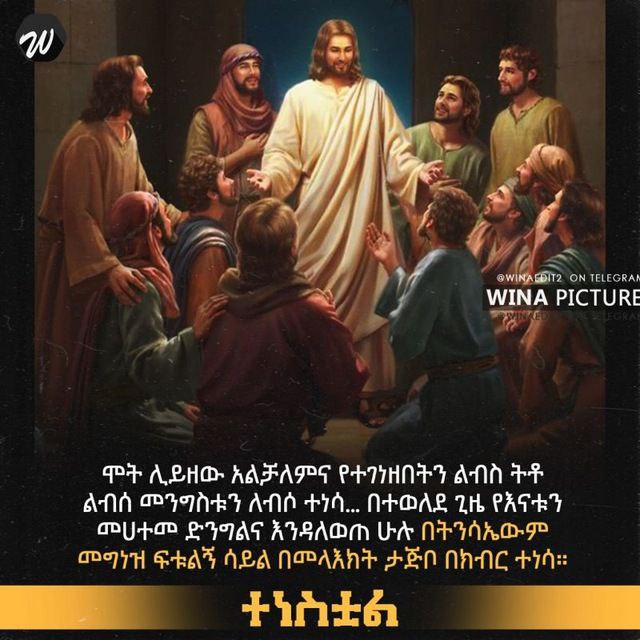 W
@WINAEDIT2 ON TELEGRAM
WINA PICTURE
ሞት ሊይዘው አልቻለምና የተገነዘበትን ልብስ ትቶ
ልብሰ መንግስቱን ለብሶ ተነሳ... በተወለደ ጊዜ የእናቱን
መሀተመ ድንግልና እንዳለወጠ ሁሉ በትንሳኤውም
መግነዝ ፍቱልኝ ሳይል በመላእክት ታጅቦ በክብር ተነሳ።
ተነስቷል